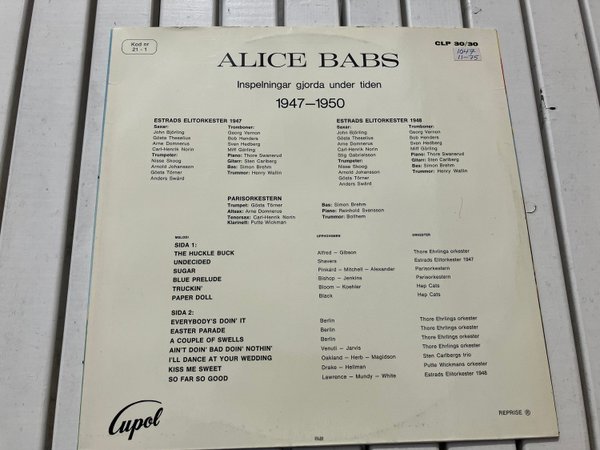 Kod nr
21 - 1
ALICE BABS
CLP 30/30
1047
11-75
Inspelningar gjorda under tiden
1947—1950
ESTRADS ELITORKESTER 1947
Saxar:
John Björling
Gösta Theselius
Arne Domnerus
Carl-Henrik Norin
Trumpeter:
Nisse Skoog
Arnold Johansson
Gösta Törner
Anders Swärd
Tromboner:
Georg Vernon
Bob Henders
Sven Hedberg
Miff Görling
Piano: Thore Swanerud
Gitarr: Sten Carlberg
Bas: Simon Brehm
Trummor: Henry Wallin
ESTRADS ELITORKESTER 1948
Saxar:
John Björling
Gösta Theselius
Arne Domnerus
Carl-Henrik Norin
Stig Gabrielsson
Trumpeter:
Nisse Skoog
Arnold Johansson
Gösta Törner
Anders Swärd
Tromboner:
Georg Vernon
Bob Henders
Sven Hedberg
Miff Görling
Piano: Thore Swanerud
Gitarr: Sten Carlberg
Bas: Simon Brehm
Trummor: Henry Wallin
PARISORKESTERN
Trumpet: Gösta Törner
Altsax: Arne Domnerus
Tenorsax: Carl-Henrik Norin
Klarinett: Putte Wickman
Bas: Simon Brehm
Piano: Reinhold Svensson
Trummor:
MELODI UPPHOVSMÄN ORKESTER
SIDA 1:
THE HUCKLE BUCK Alfred — Gibson Thore Ehrlings orkester
UNDECIDED Shavers Estrads Elitorkester 1947
SUGAR Pinkard - Mitchell - Alexander Parisorkestern
BLUE PRELUDE Bishop - Jenkins Parisorkestern
TRUCKIN' Bloom — Koehler Hep Cats
PAPER DOLL Black Hep Cats
SIDA 2:
EVERYBODY'S DOIN' IT Berlin Thore Ehrlings orkester
EASTER PARADE Berlin Thore Ehrlings orkester
A COUPLE OF SWELLS Berlin Thore Ehrlings orkester
AIN'T DOIN' BAD DOIN' NOTHIN' Venuti - Jarvis Thore Ehrlings orkester
I'LL DANCE AT YOUR WEDDING Oakland - Herb - Magidson Sten Carlbergs trio
KISS ME SWEET Drake - Hellman Putte Wickmans orkester
SO FAR SO GOOD Lawrence - Mundy - White Estrads Elitorkester 1948
Cupol
REPRISE ℗